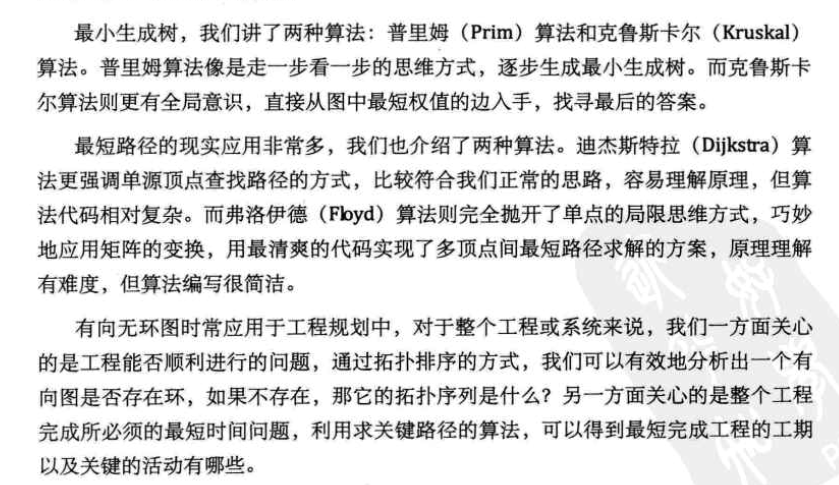 最小生成树，我们讲了两种算法：普里姆（Prim）算法和克鲁斯卡尔（Kruskal）
算法。普里姆算法像是走一步看一步的思维方式，逐步生成最小生成树。而克鲁斯卡
尔算法则更有全局意识，直接从图中最短权值的边入手，找寻最后的答案。
最短路径的现实应用非常多，我们也介绍了两种算法。迪杰斯特拉（Dijkstra）算
法更强调单源顶点查找路径的方式，比较符合我们正常的思路，容易理解原理，但算
法代码相对复杂。而弗洛伊德（Floyd）算法则完全抛开了单点的局限思维方式，巧妙
地应用矩阵的变换，用最清爽的代码实现了多顶点间最短路径求解的方案，原理理解
有难度，但算法编写很简洁。
有向无环图时常应用于工程规划中，对于整个工程或系统来说，我们一方面关心
的是工程能否顺利进行的问题，通过拓扑排序的方式，我们可以有效地分析出一个有
向图是否存在环，如果不存在，那它的拓扑序列是什么？另一方面关心的是整个工程
完成所必须的最短时间问题，利用求关键路径的算法，可以得到最短完成工程的工期
以及关键的活动有哪些。